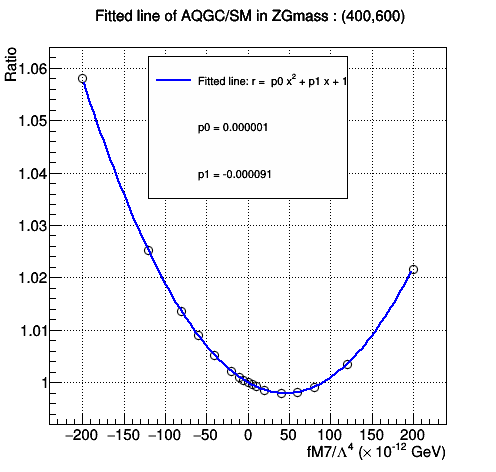 Fitted line of AQGC/SM in ZGmass : (400,600)
Ratio
Fitted line: r =  p0 x² + p1 x + 1
p0 = 0.000001
p1 = -0.000091
1.06
1.05
1.04
1.03
1.02
1.01
1
−200 −150 −100 −50 0 50 100 150 200
fM7/Λ⁴ (× 10⁻¹² GeV)